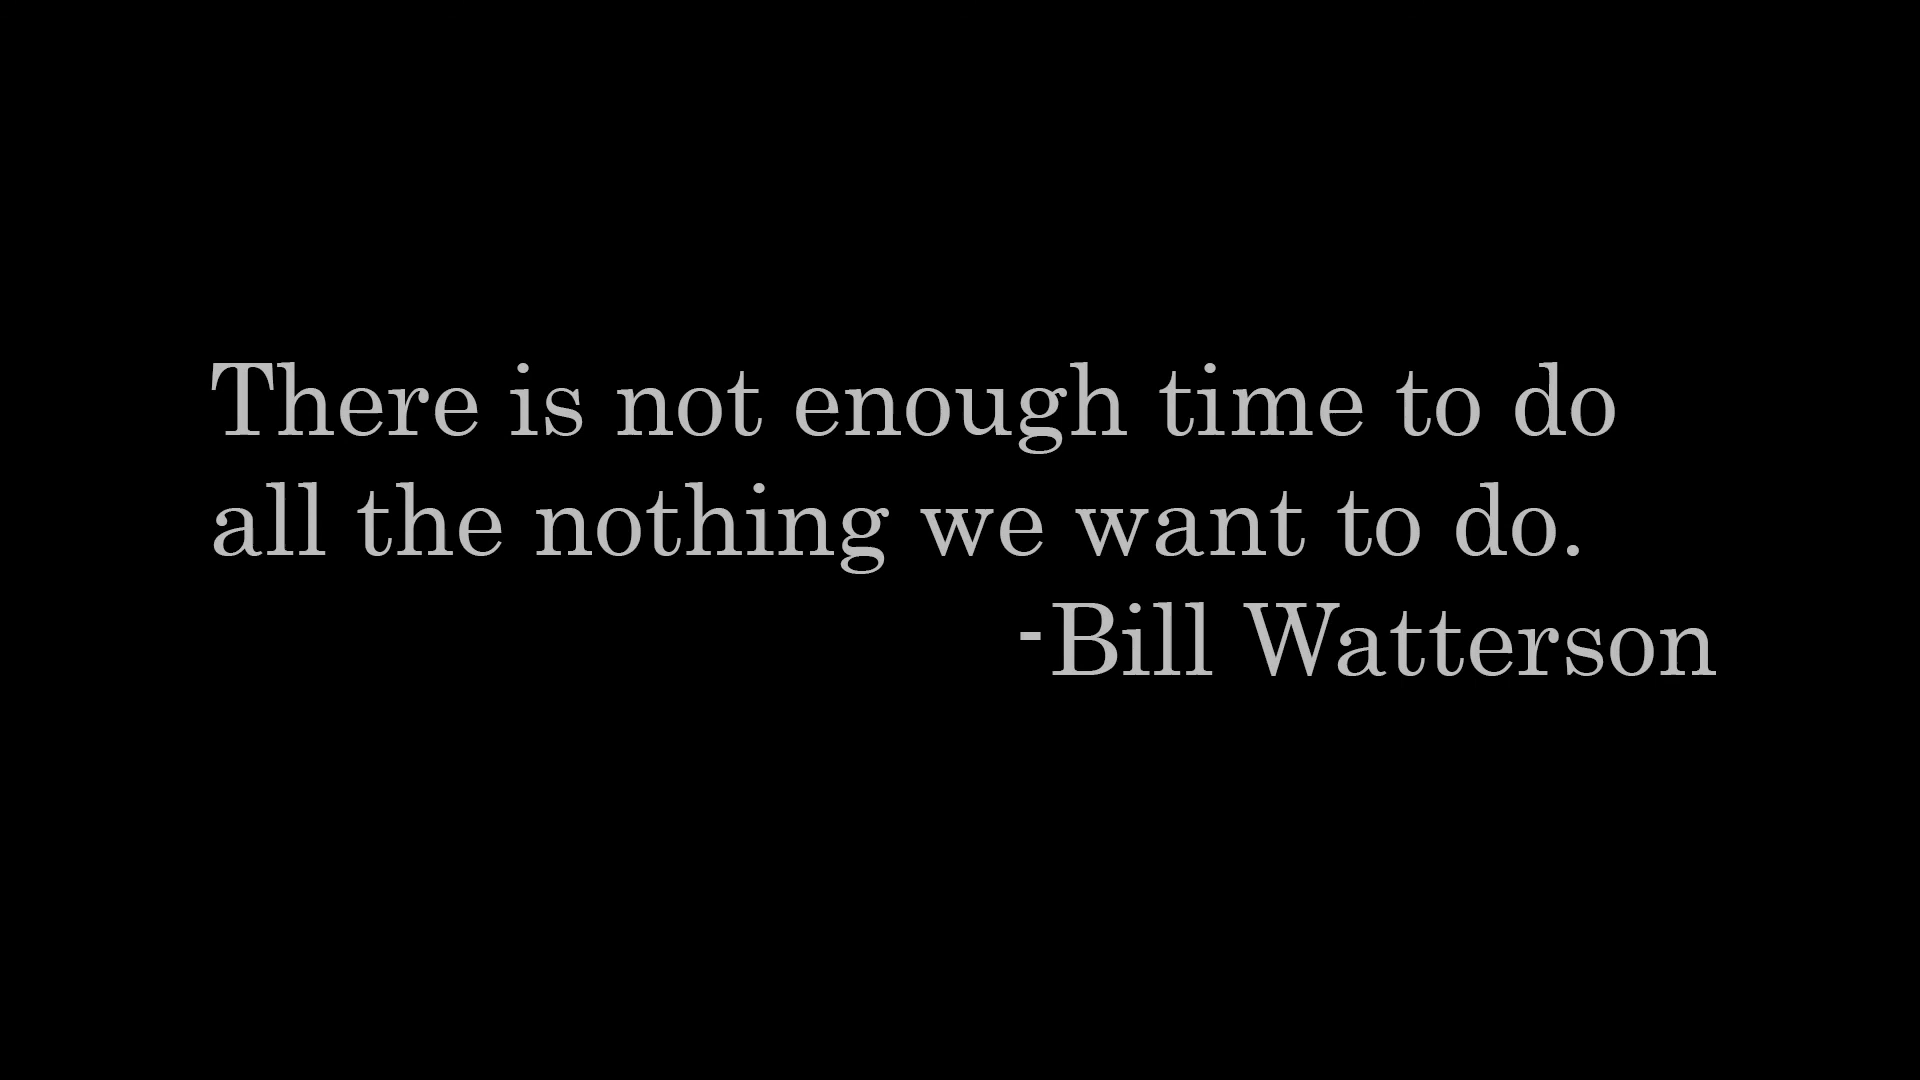 There is not enough time to do
all the nothing we want to do.
-Bill Watterson